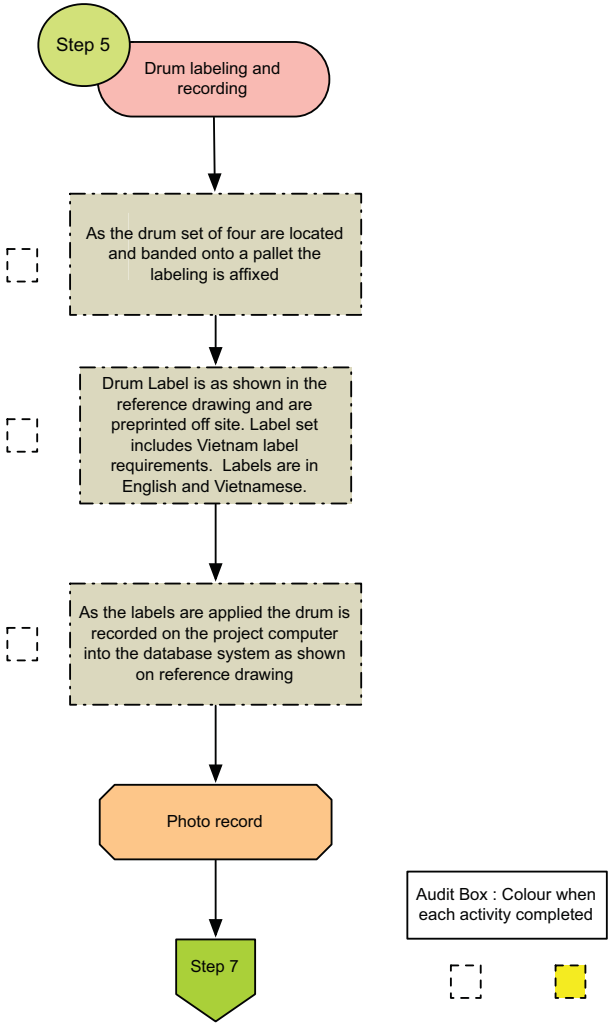 Step 5
Drum labeling and
recording
As the drum set of four are located
and banded onto a pallet the
labeling is affixed
Drum Label is as shown in the
reference drawing and are
preprinted off site. Label set
includes Vietnam label
requirements.  Labels are in
English and Vietnamese.
As the labels are applied the drum is
recorded on the project computer
into the database system as shown
on reference drawing
Photo record
Step 7
Audit Box : Colour when
each activity completed